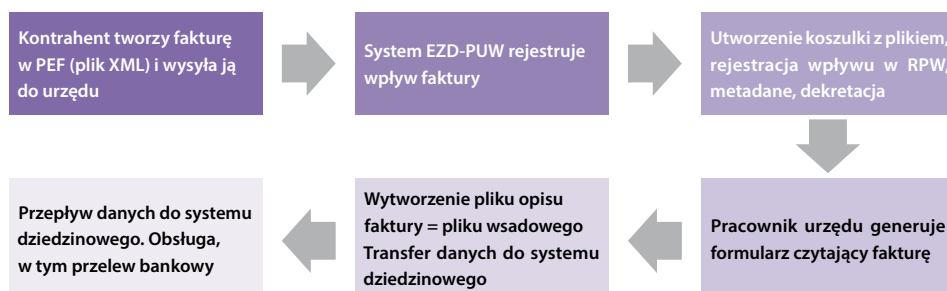 Kontrahent tworzy fakturę
w PEF (plik XML) i wysyła ją
do urzędu
System EZD-PUW rejestruje
wpływ faktury
Utworzenie koszulki z plikiem,
rejestracja wpływu w RPW,
metadane, dekretacja
Pracownik urzędu generuje
formularz czytający fakturę
Wytworzenie pliku opisu
faktury = pliku wsadowego
Transfer danych do systemu
dziedzinowego
Przepływ danych do systemu
dziedzinowego. Obsługa,
w tym przelew bankowy